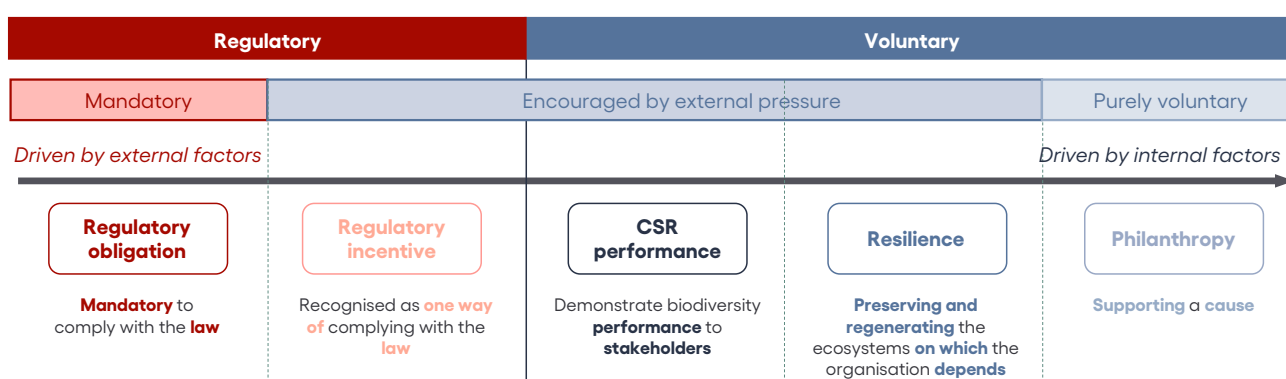 Regulatory
Voluntary
Mandatory
Encouraged by external pressure
Purely voluntary
Driven by external factors
Driven by internal factors
Regulatory
obligation
Regulatory
incentive
CSR
performance
Resilience
Philanthropy
Mandatory to
comply with the law
Recognised as one way
of complying with the
law
Demonstrate biodiversity
performance to
stakeholders
Preserving and
regenerating the
ecosystems on which the
organisation depends
Supporting a cause